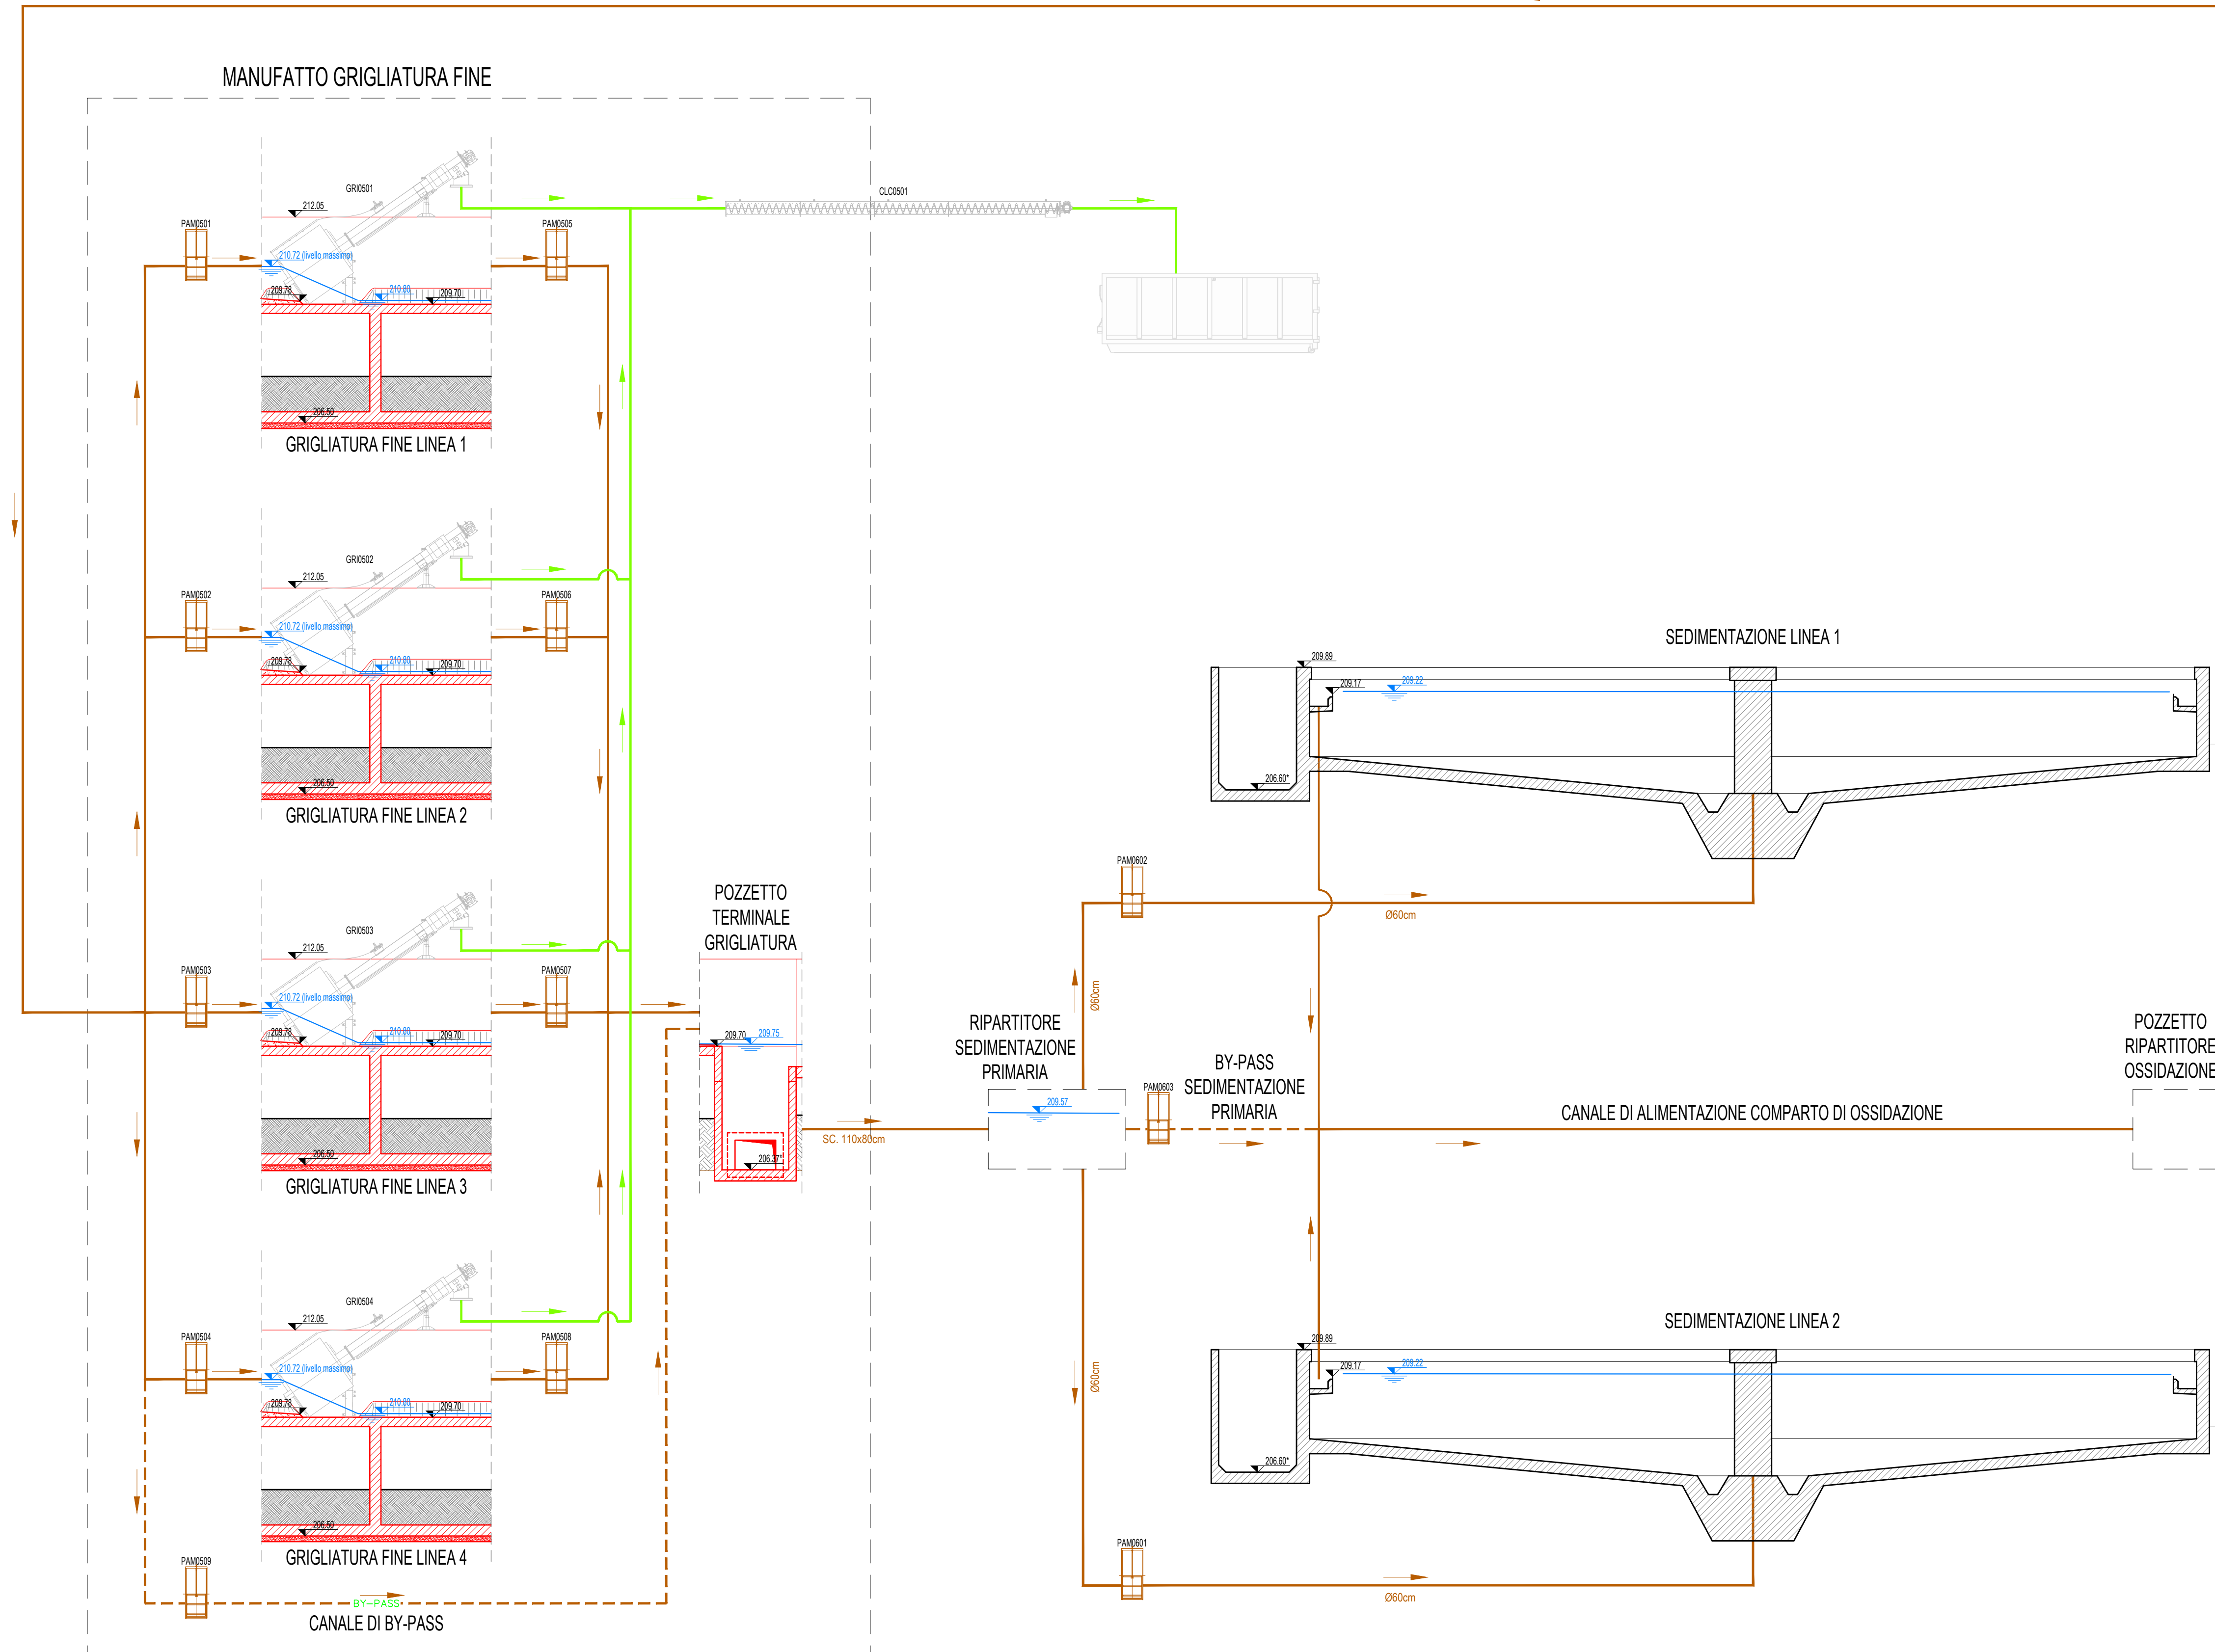 MANUFATTO GRIGLIATURA FINE
GRI0501
212.05
PAM0501
PAM0505
210.72 (livello massimo)
209.78
210.80
209.70
206.50
GRIGLIATURA FINE LINEA 1
CLC0501
GRI0502
212.05
PAM0502
PAM0506
210.72 (livello massimo)
209.78
210.80
209.70
206.50
GRIGLIATURA FINE LINEA 2
GRI0503
212.05
PAM0503
PAM0507
210.72 (livello massimo)
209.78
210.80
209.70
206.50
GRIGLIATURA FINE LINEA 3
GRI0504
212.05
PAM0504
PAM0508
210.72 (livello massimo)
209.78
210.80
209.70
206.50
GRIGLIATURA FINE LINEA 4
PAM0509
BY-PASS
CANALE DI BY-PASS
POZZETTO
TERMINALE
GRIGLIATURA
209.70
209.75
206.37*
SC. 110x80cm
RIPARTITORE
SEDIMENTAZIONE
PRIMARIA
209.57
PAM0603
BY-PASS
SEDIMENTAZIONE
PRIMARIA
PAM0602
Ø60cm
Ø60cm
SEDIMENTAZIONE LINEA 1
209.89
209.17
209.22
206.60*
CANALE DI ALIMENTAZIONE COMPARTO DI OSSIDAZIONE
POZZETTO
RIPARTITORE
OSSIDAZIONE
SEDIMENTAZIONE LINEA 2
209.89
209.17
209.22
206.60*
Ø60cm
PAM0601
Ø60cm